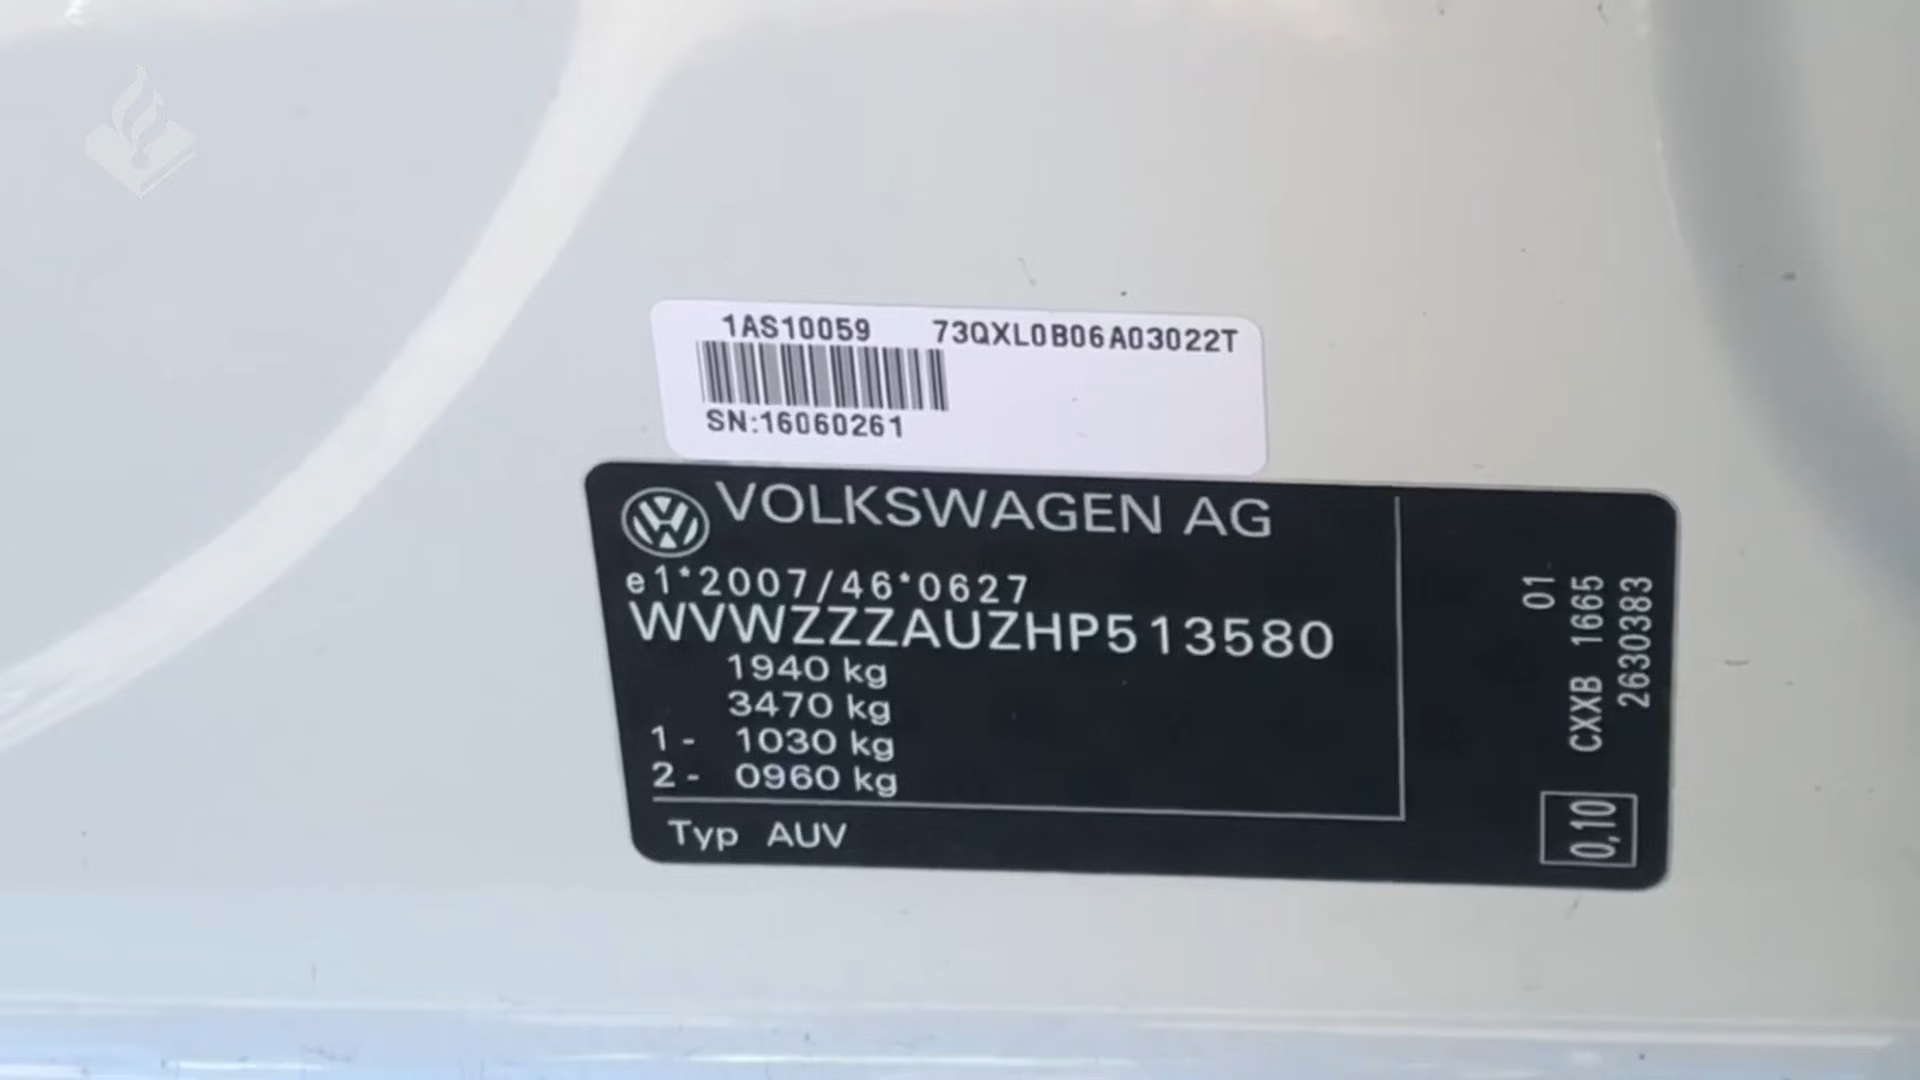 1AS10059 73QXL0B06A03022T
SN:16060261
VOLKSWAGEN AG
e1*2007/46*0627
WVWZZZAUZHP513580
1940 kg
3470 kg
1- 1030 kg
2- 0960 kg
Typ AUV
01
CXXB 1665
2630383
0,10